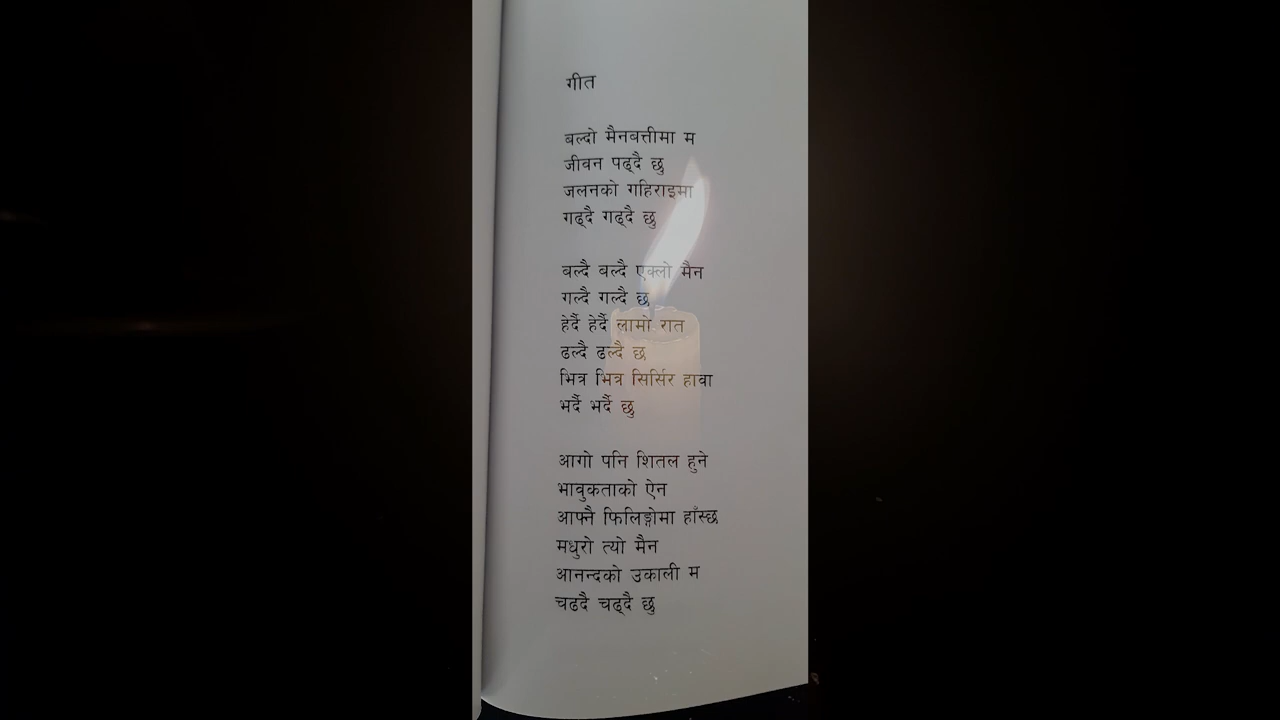 गीत
बल्दो मैनबत्तीमा म
जीवन पढ्दै छु
जलनको गहिराइमा
गढ्दै गढ्दै छु
बल्दै बल्दै एक्लो मैन
गल्दै गल्दै छ
हेर्दै हेर्दै लामो रात
ढल्दै ढल्दै छ
भित्र भित्र सिर्सिर हावा
भर्दै भर्दै छु
आगो पनि शितल हुने
भावुकताको ऐन
आफ्नै फिलिङ्गोमा हाँस्छ
मधुरो त्यो मैन
आनन्दको उकाली म
चढदै चढ्दै छु